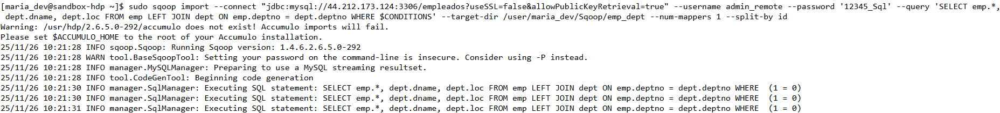 [maria_dev@sandbox-hdp ~]$ sudo sqoop import --connect "jdbc:mysql://44.212.173.124:3306/empleados?useSSL=false&allowPublicKeyRetrieval=true" --username admin_remote --password '12345_Sql' --query 'SELECT emp.*,
 dept.dname, dept.loc FROM emp LEFT JOIN dept ON emp.deptno = dept.deptno WHERE $CONDITIONS' --target-dir /user/maria_dev/Sqoop/emp_dept --num-mappers 1 --split-by id
Warning: /usr/hdp/2.6.5.0-292/accumulo does not exist! Accumulo imports will fail.
Please set $ACCUMULO_HOME to the root of your Accumulo installation.
25/11/26 10:21:28 INFO sqoop.Sqoop: Running Sqoop version: 1.4.6.2.6.5.0-292
25/11/26 10:21:28 WARN tool.BaseSqoopTool: Setting your password on the command-line is insecure. Consider using -P instead.
25/11/26 10:21:28 INFO manager.MySQLManager: Preparing to use a MySQL streaming resultset.
25/11/26 10:21:28 INFO tool.CodeGenTool: Beginning code generation
25/11/26 10:21:30 INFO manager.SqlManager: Executing SQL statement: SELECT emp.*, dept.dname, dept.loc FROM emp LEFT JOIN dept ON emp.deptno = dept.deptno WHERE  (1 = 0)
25/11/26 10:21:30 INFO manager.SqlManager: Executing SQL statement: SELECT emp.*, dept.dname, dept.loc FROM emp LEFT JOIN dept ON emp.deptno = dept.deptno WHERE  (1 = 0)
25/11/26 10:21:31 INFO manager.SqlManager: Executing SQL statement: SELECT emp.*, dept.dname, dept.loc FROM emp LEFT JOIN dept ON emp.deptno = dept.deptno WHERE  (1 = 0)